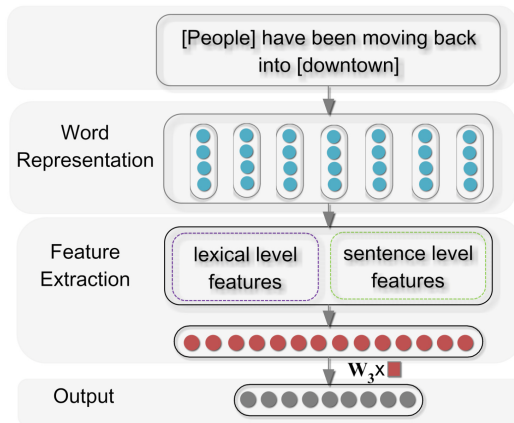 [People] have been moving back
into [downtown]
Word
Representation
Feature
Extraction
lexical level
features
sentence level
features
W₃x
Output